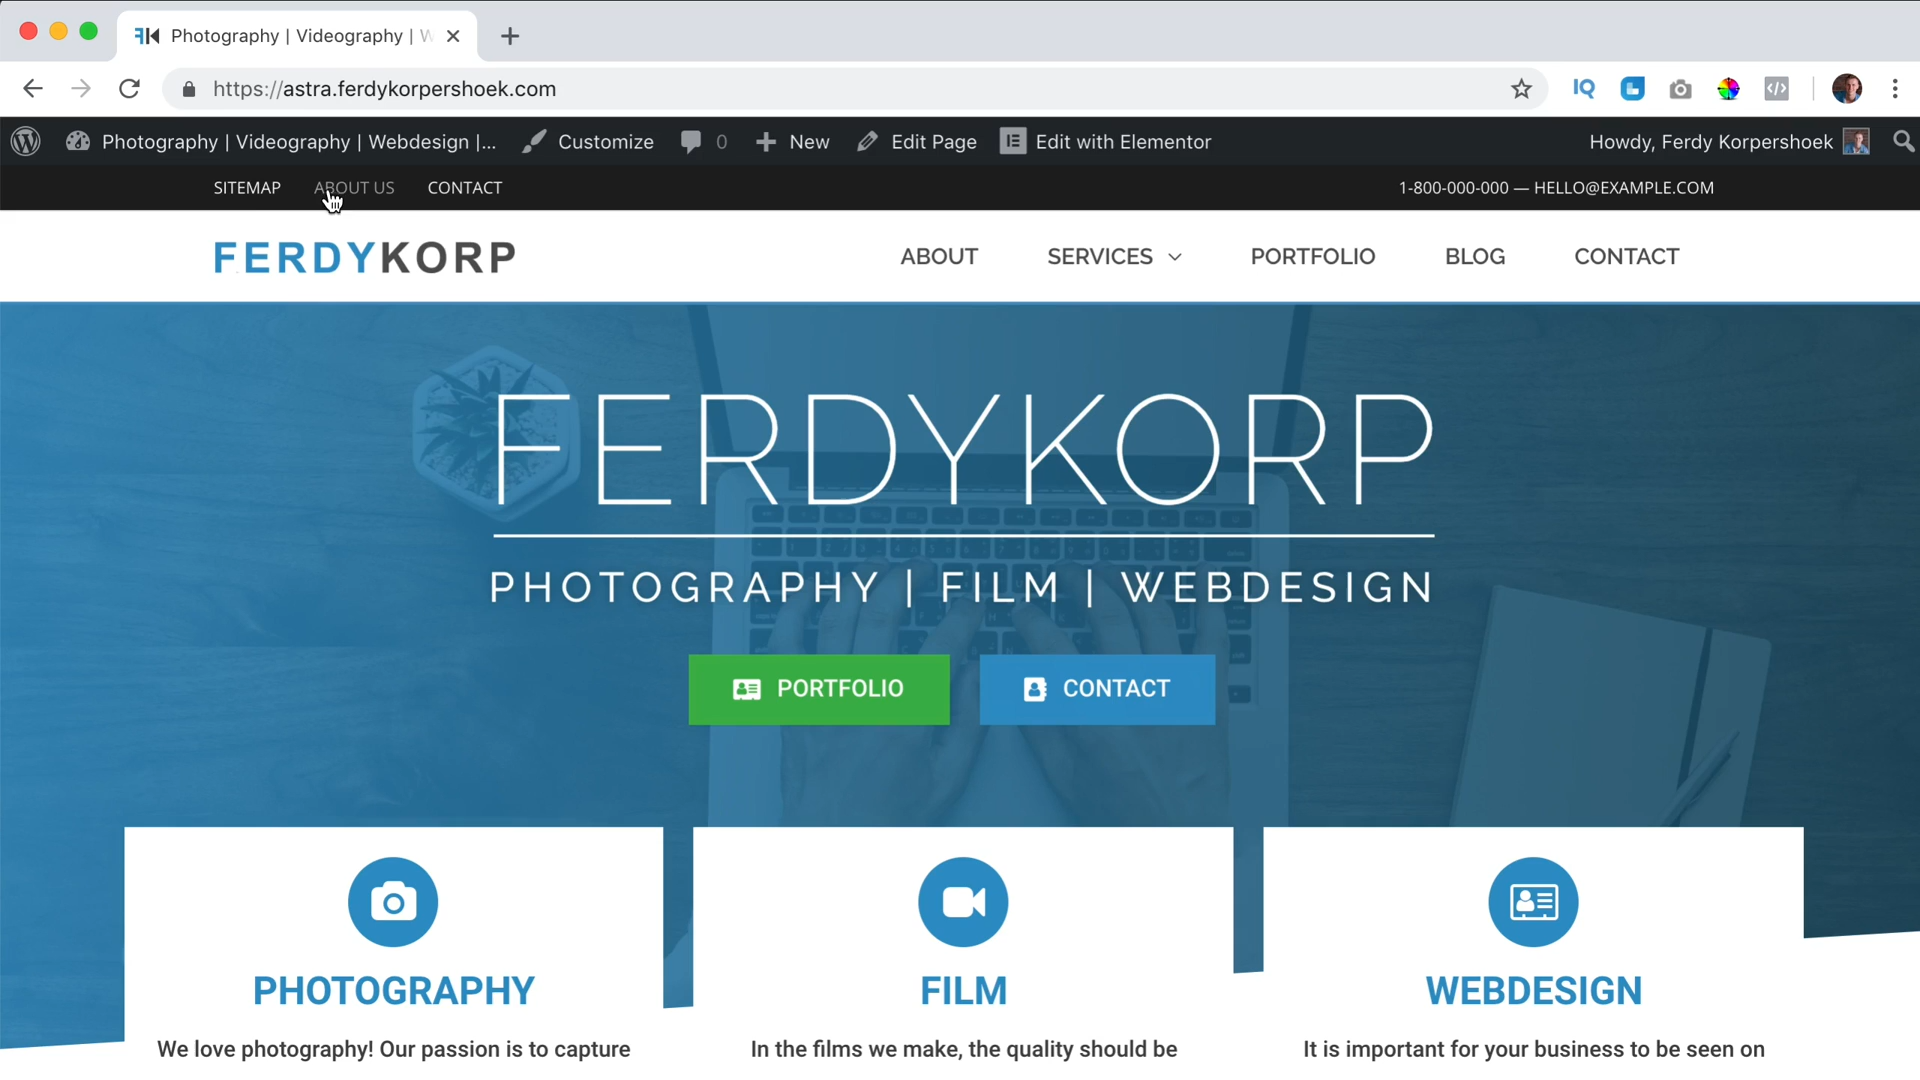 Photography | Videography | W
https://astra.ferdykorpershoek.com
IQ
Photography | Videography | Webdesign |... Customize 0 New Edit Page Edit with Elementor Howdy, Ferdy Korpershoek
SITEMAP ABOUT US CONTACT 1-800-000-000 — HELLO@EXAMPLE.COM
FERDYKORP ABOUT SERVICES PORTFOLIO BLOG CONTACT
FERDYKORP
PHOTOGRAPHY | FILM | WEBDESIGN
PORTFOLIO CONTACT
PHOTOGRAPHY FILM WEBDESIGN
We love photography! Our passion is to capture In the films we make, the quality should be It is important for your business to be seen on